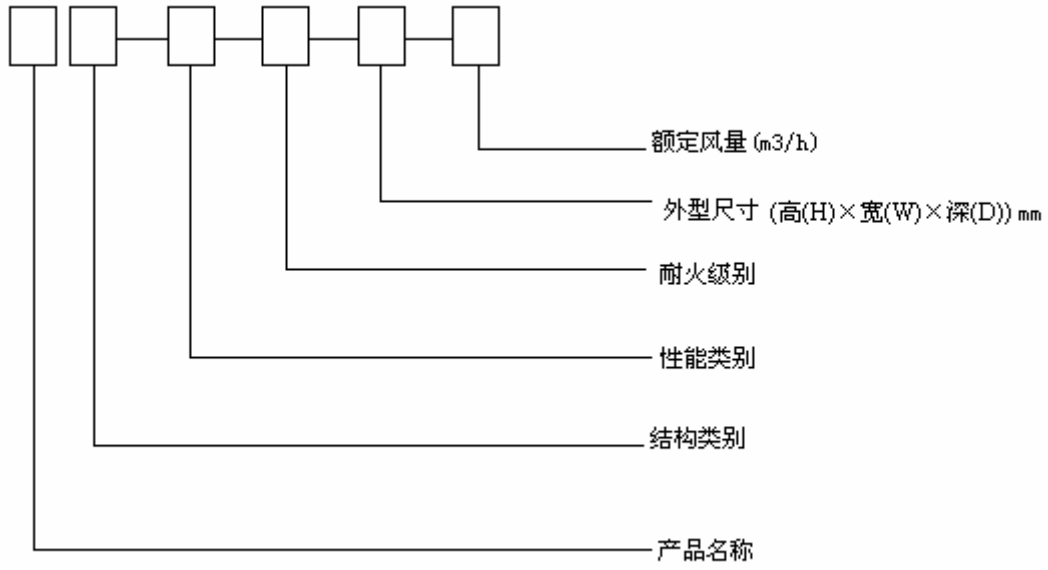 额定风量(m3/h)
外型尺寸 (高(H)×宽(W)×深(D)) mm
耐火级别
性能类别
结构类别
产品名称